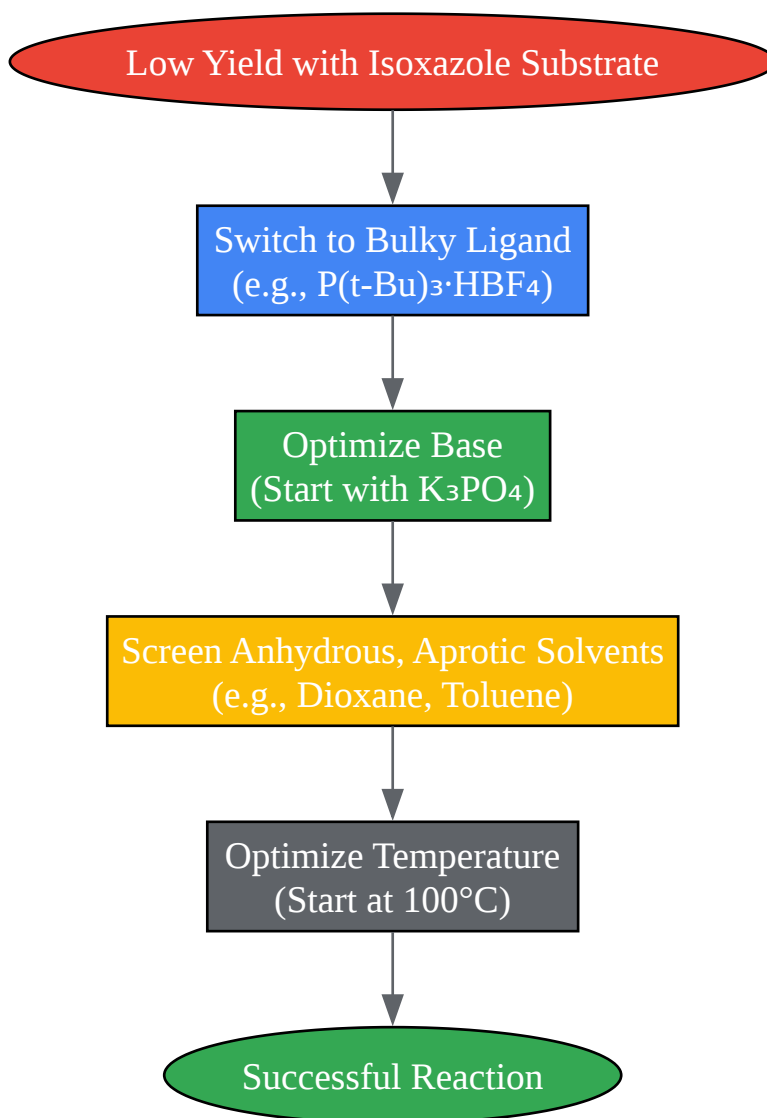 Low Yield with Isoxazole Substrate
Switch to Bulky Ligand
(e.g., P(t-Bu)₃·HBF₄)
Optimize Base
(Start with K₃PO₄)
Screen Anhydrous, Aprotic Solvents
(e.g., Dioxane, Toluene)
Optimize Temperature
(Start at 100°C)
Successful Reaction